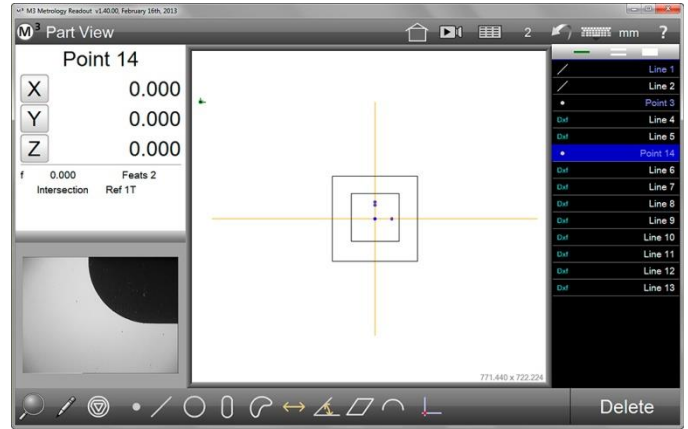 M³ M3 Metrology Readout v1.40.00, February 16th, 2013
M³ Part View
2
mm
?
Point 14
X 0.000
Y 0.000
Z 0.000
f 0.000 Feats 2
Intersection Ref 1T
771.440 x 722.224
Line 1
Line 2
Point 3
Dxf Line 4
Dxf Line 5
Point 14
Dxf Line 6
Dxf Line 7
Dxf Line 8
Dxf Line 9
Dxf Line 10
Dxf Line 11
Dxf Line 12
Dxf Line 13
Delete